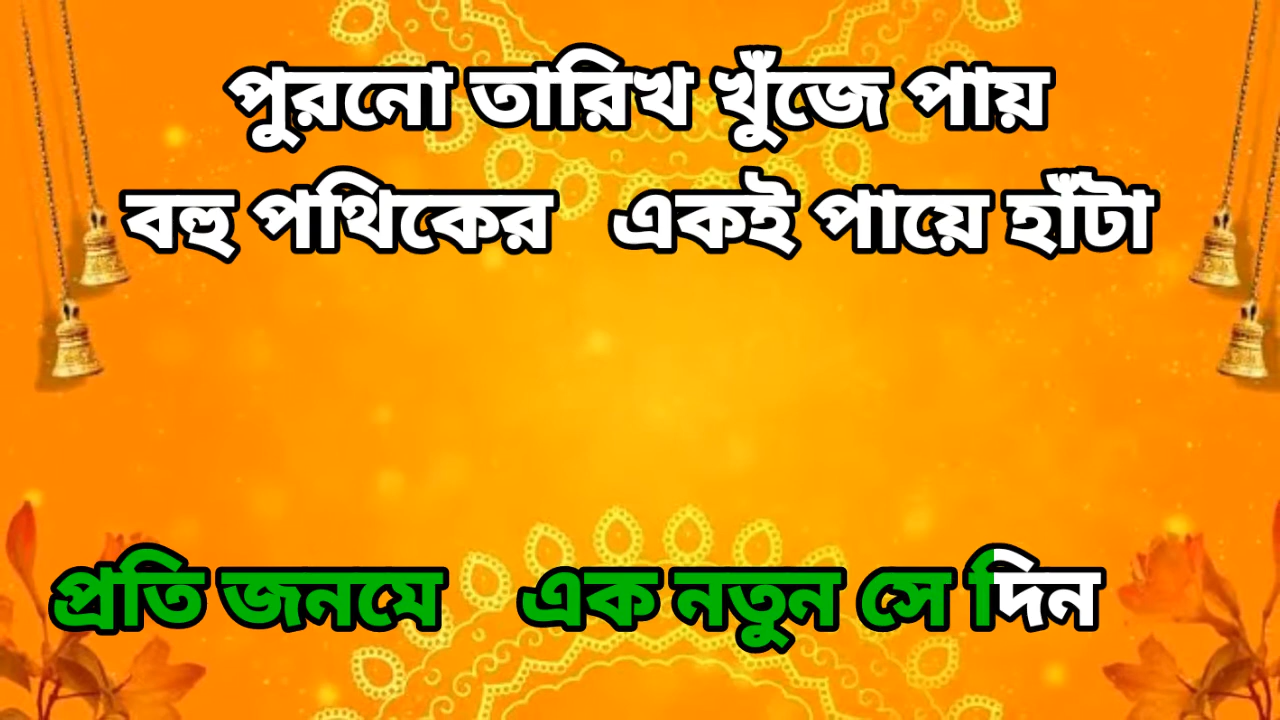 পুরনো তারিখ খুঁজে পায়
বহু পথিকের একই পায়ে হাঁটা
প্রতি জনমে এক নতুন সে দিন